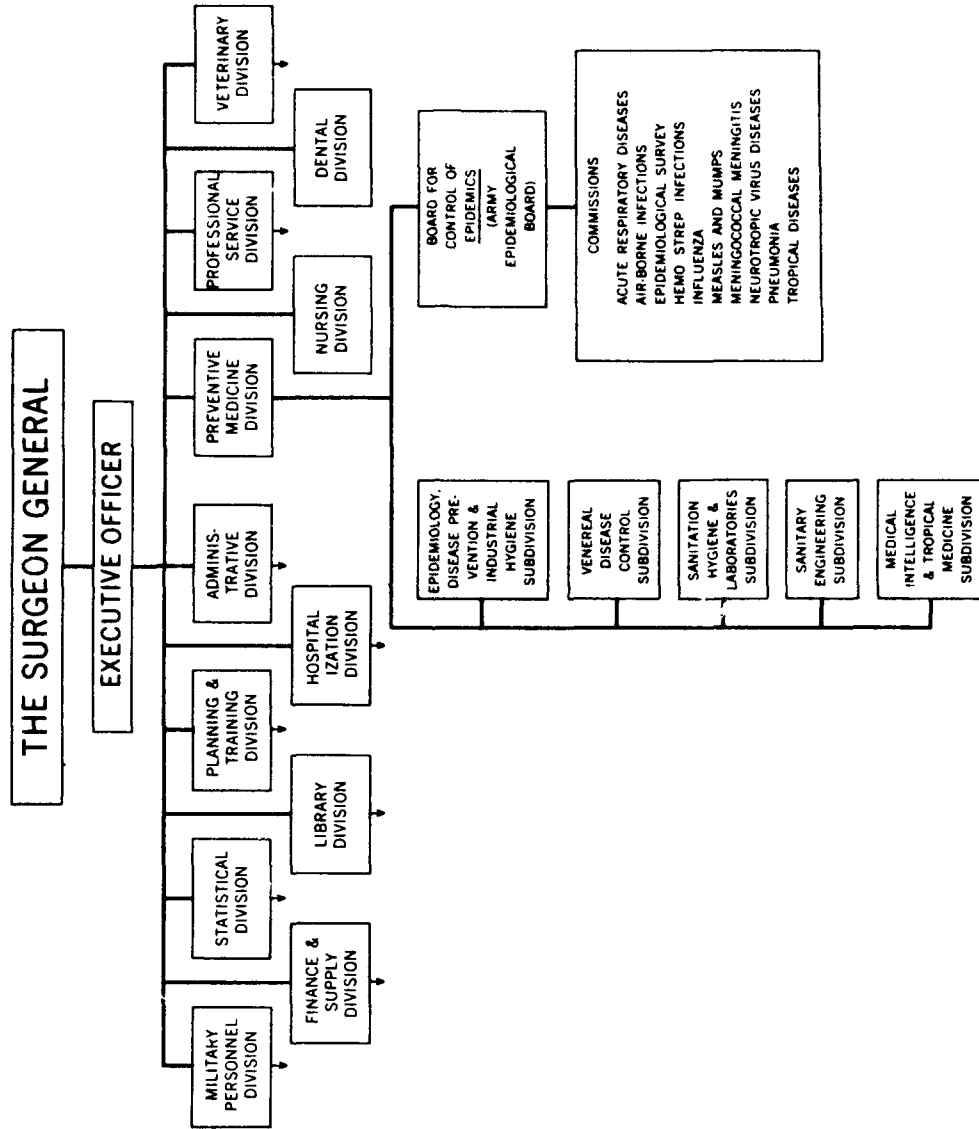 THE SURGEON GENERAL
EXECUTIVE OFFICER
MILITARY
PERSONNEL
DIVISION
FINANCE &
SUPPLY
DIVISION
STATISTICAL
DIVISION
LIBRARY
DIVISION
PLANNING &
TRAINING
DIVISION
HOSPITAL
IZATION
DIVISION
ADMINIS-
TRATIVE
DIVISION
PREVENTIVE
MEDICINE
DIVISION
NURSING
DIVISION
PROFESSIONAL
SERVICE
DIVISION
DENTAL
DIVISION
VETERINARY
DIVISION
EPIDEMIOLOGY,
DISEASE PRE-
VENTION &
INDUSTRIAL
HYGIENE
SUBDIVISION
VENEREAL
DISEASE
CONTROL
SUBDIVISION
SANITATION
HYGIENE &
LABORATORIES
SUBDIVISION
SANITARY
ENGINEERING
SUBDIVISION
MEDICAL
INTELLIGENCE
& TROPICAL
MEDICINE
SUBDIVISION
BOARD FOR
CONTROL OF
EPIDEMICS
(ARMY
EPIDEMIOLOGICAL
BOARD)
COMMISSIONS
ACUTE RESPIRATORY DISEASES
AIR-BORNE INFECTIONS
EPIDEMIOLOGICAL SURVEY
HEMO STREP INFECTIONS
INFLUENZA
MEASLES AND MUMPS
MENINGOCOCCAL MENINGITIS
NEUROTROPIC VIRUS DISEASES
PNEUMONIA
TROPICAL DISEASES